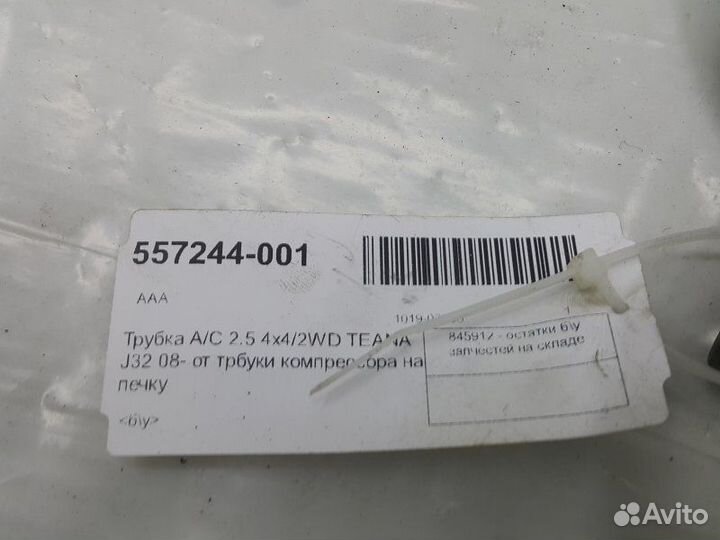 557244-001
AAA
Трубка A/C 2.5 4x4/2WD TEANA
J32 08- от трбуки компрессора на
печку
<б\у>
845912 - остатки б\у
запчастей на складе
Avito